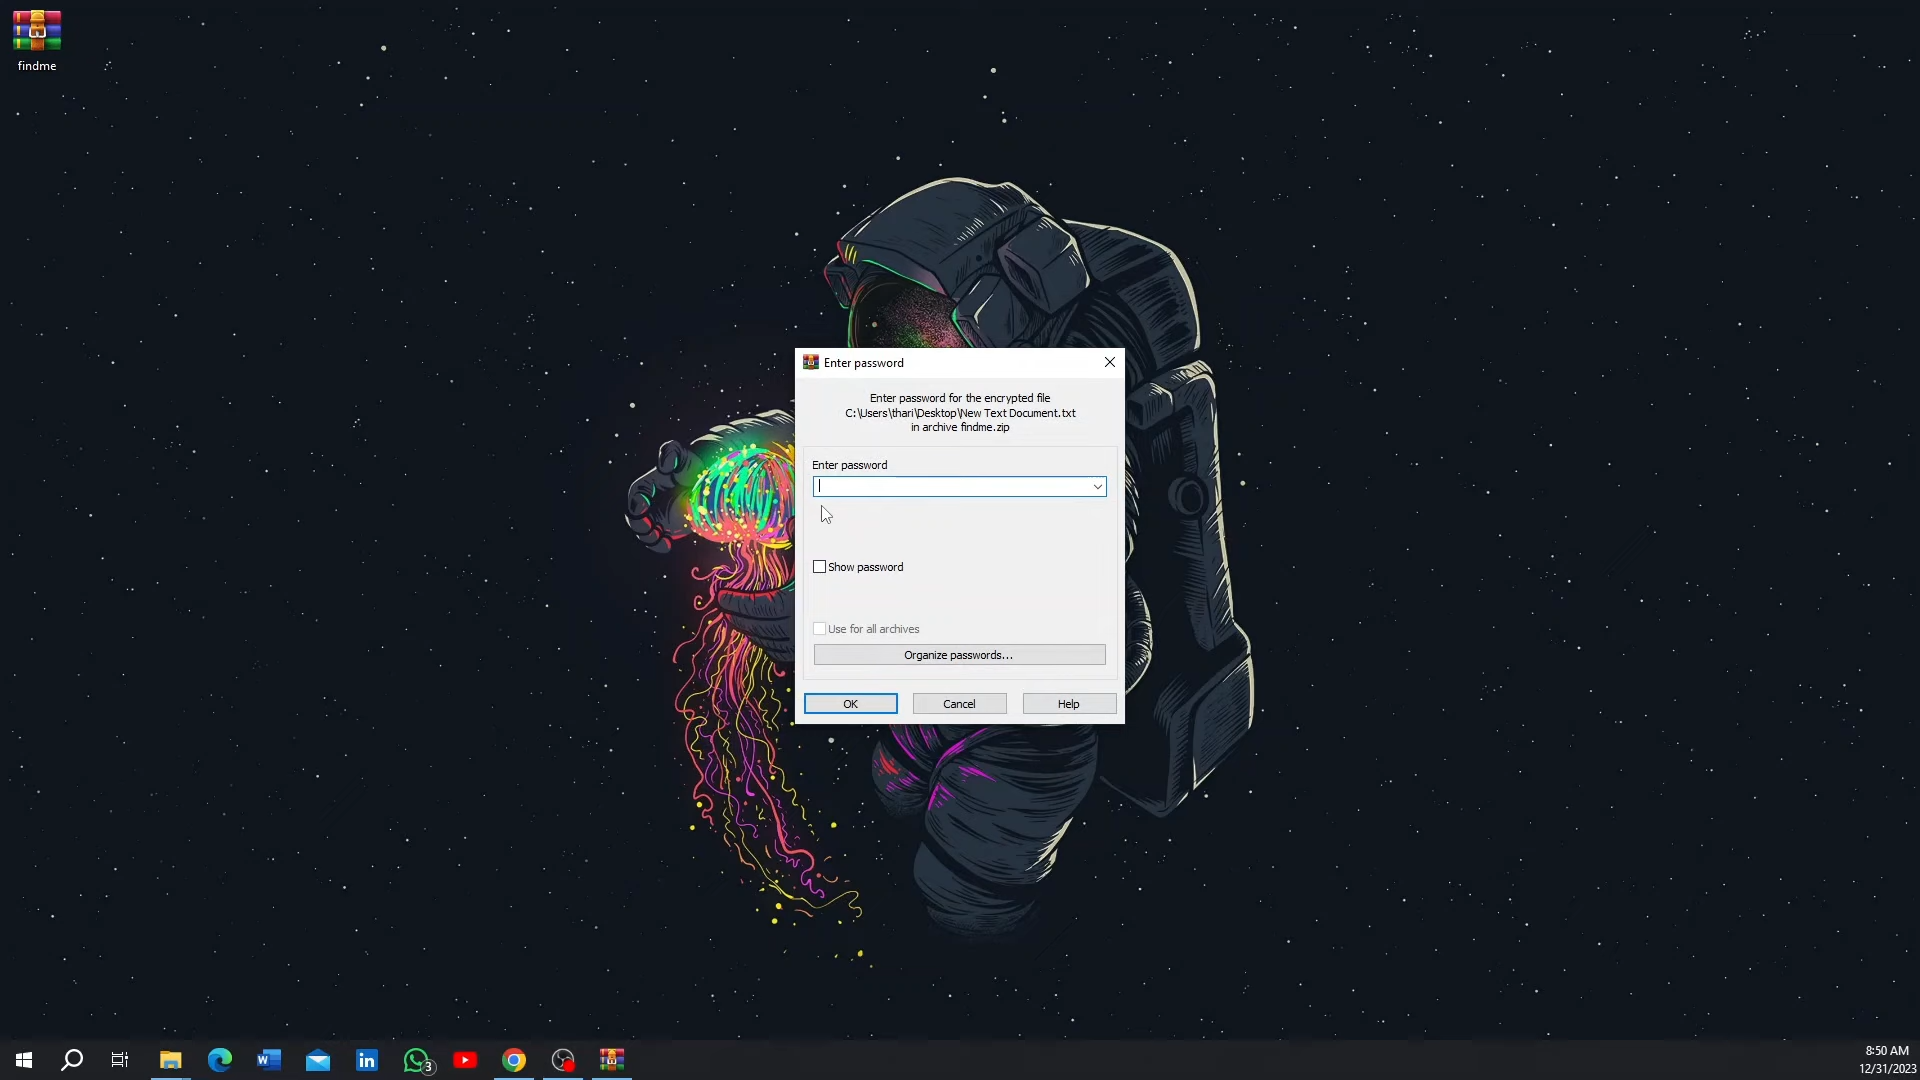 findme
Enter password
Enter password for the encrypted file
C:\Users\thari\Desktop\New Text Document.txt
in archive findme.zip
Enter password
Show password
Use for all archives
Organize passwords...
OK
Cancel
Help
W
in
3
8:50 AM
12/31/2023